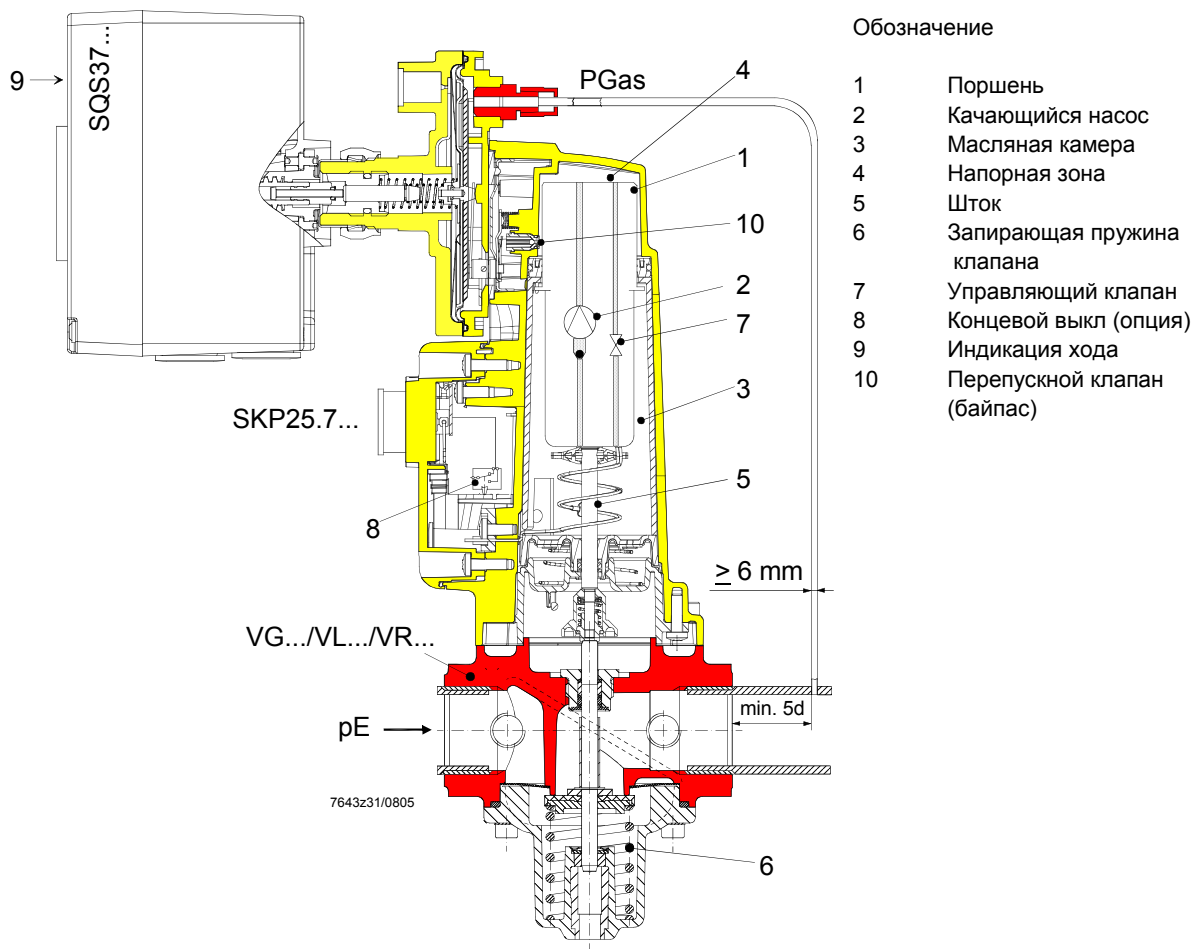 Обозначение
1 Поршень
2 Качающийся насос
3 Масляная камера
4 Напорная зона
5 Шток
6 Запирающая пружина
клапана
7 Управляющий клапан
8 Концевой выкл (опция)
9 Индикация хода
10 Перепускной клапан
(байпас)
SQS37...
9
PGas
4
1
10
2
7
3
SKP25.7...
5
8
≥ 6 mm
VG.../VL.../VR...
min. 5d
pE
7643z31/0805
6